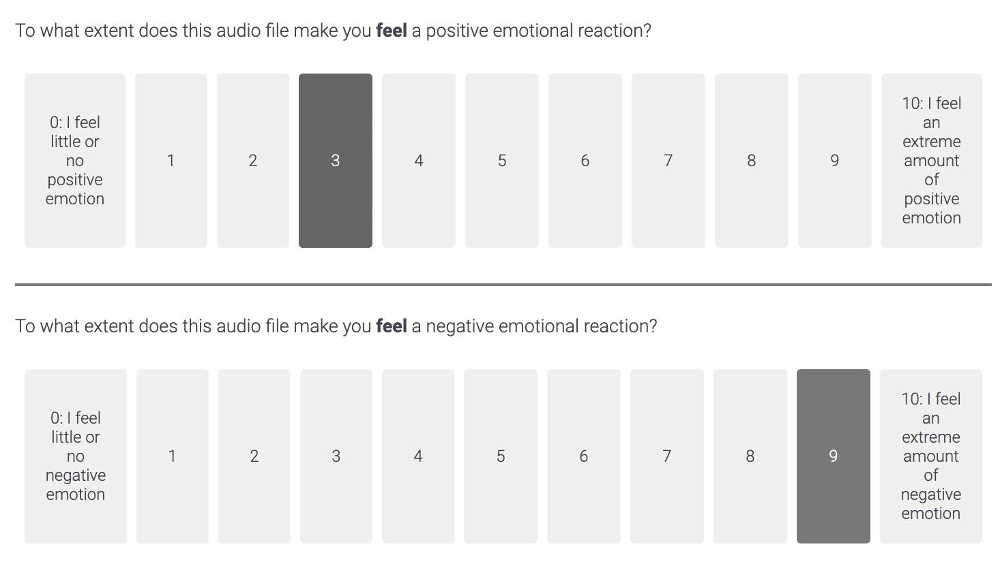 To what extent does this audio file make you feel a positive emotional reaction?
0: I feel
little or
no
positive
emotion
1
2
3
4
5
6
7
8
9
10: I feel
an
extreme
amount
of
positive
emotion
To what extent does this audio file make you feel a negative emotional reaction?
0: I feel
little or
no
negative
emotion
1
2
3
4
5
6
7
8
9
10: I feel
an
extreme
amount
of
negative
emotion